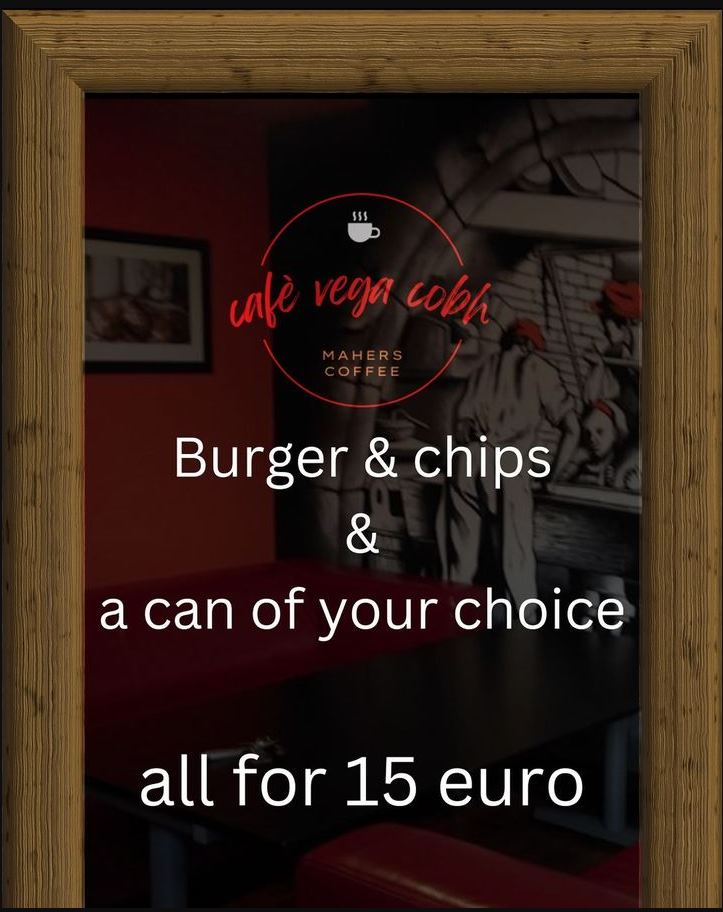 cafè vega cobh
MAHERS
COFFEE
Burger & chips
&
a can of your choice
all for 15 euro